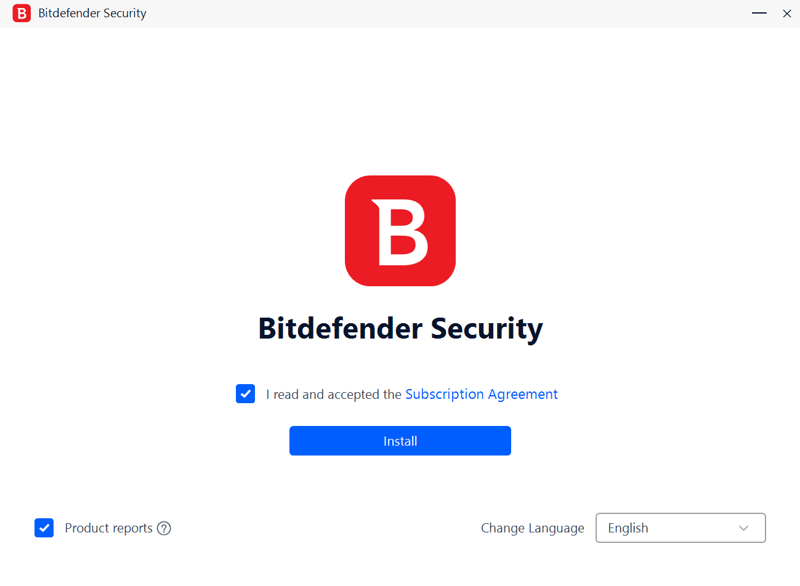 Bitdefender Security
B
Bitdefender Security
I read and accepted the Subscription Agreement
Install
Product reports
Change Language English